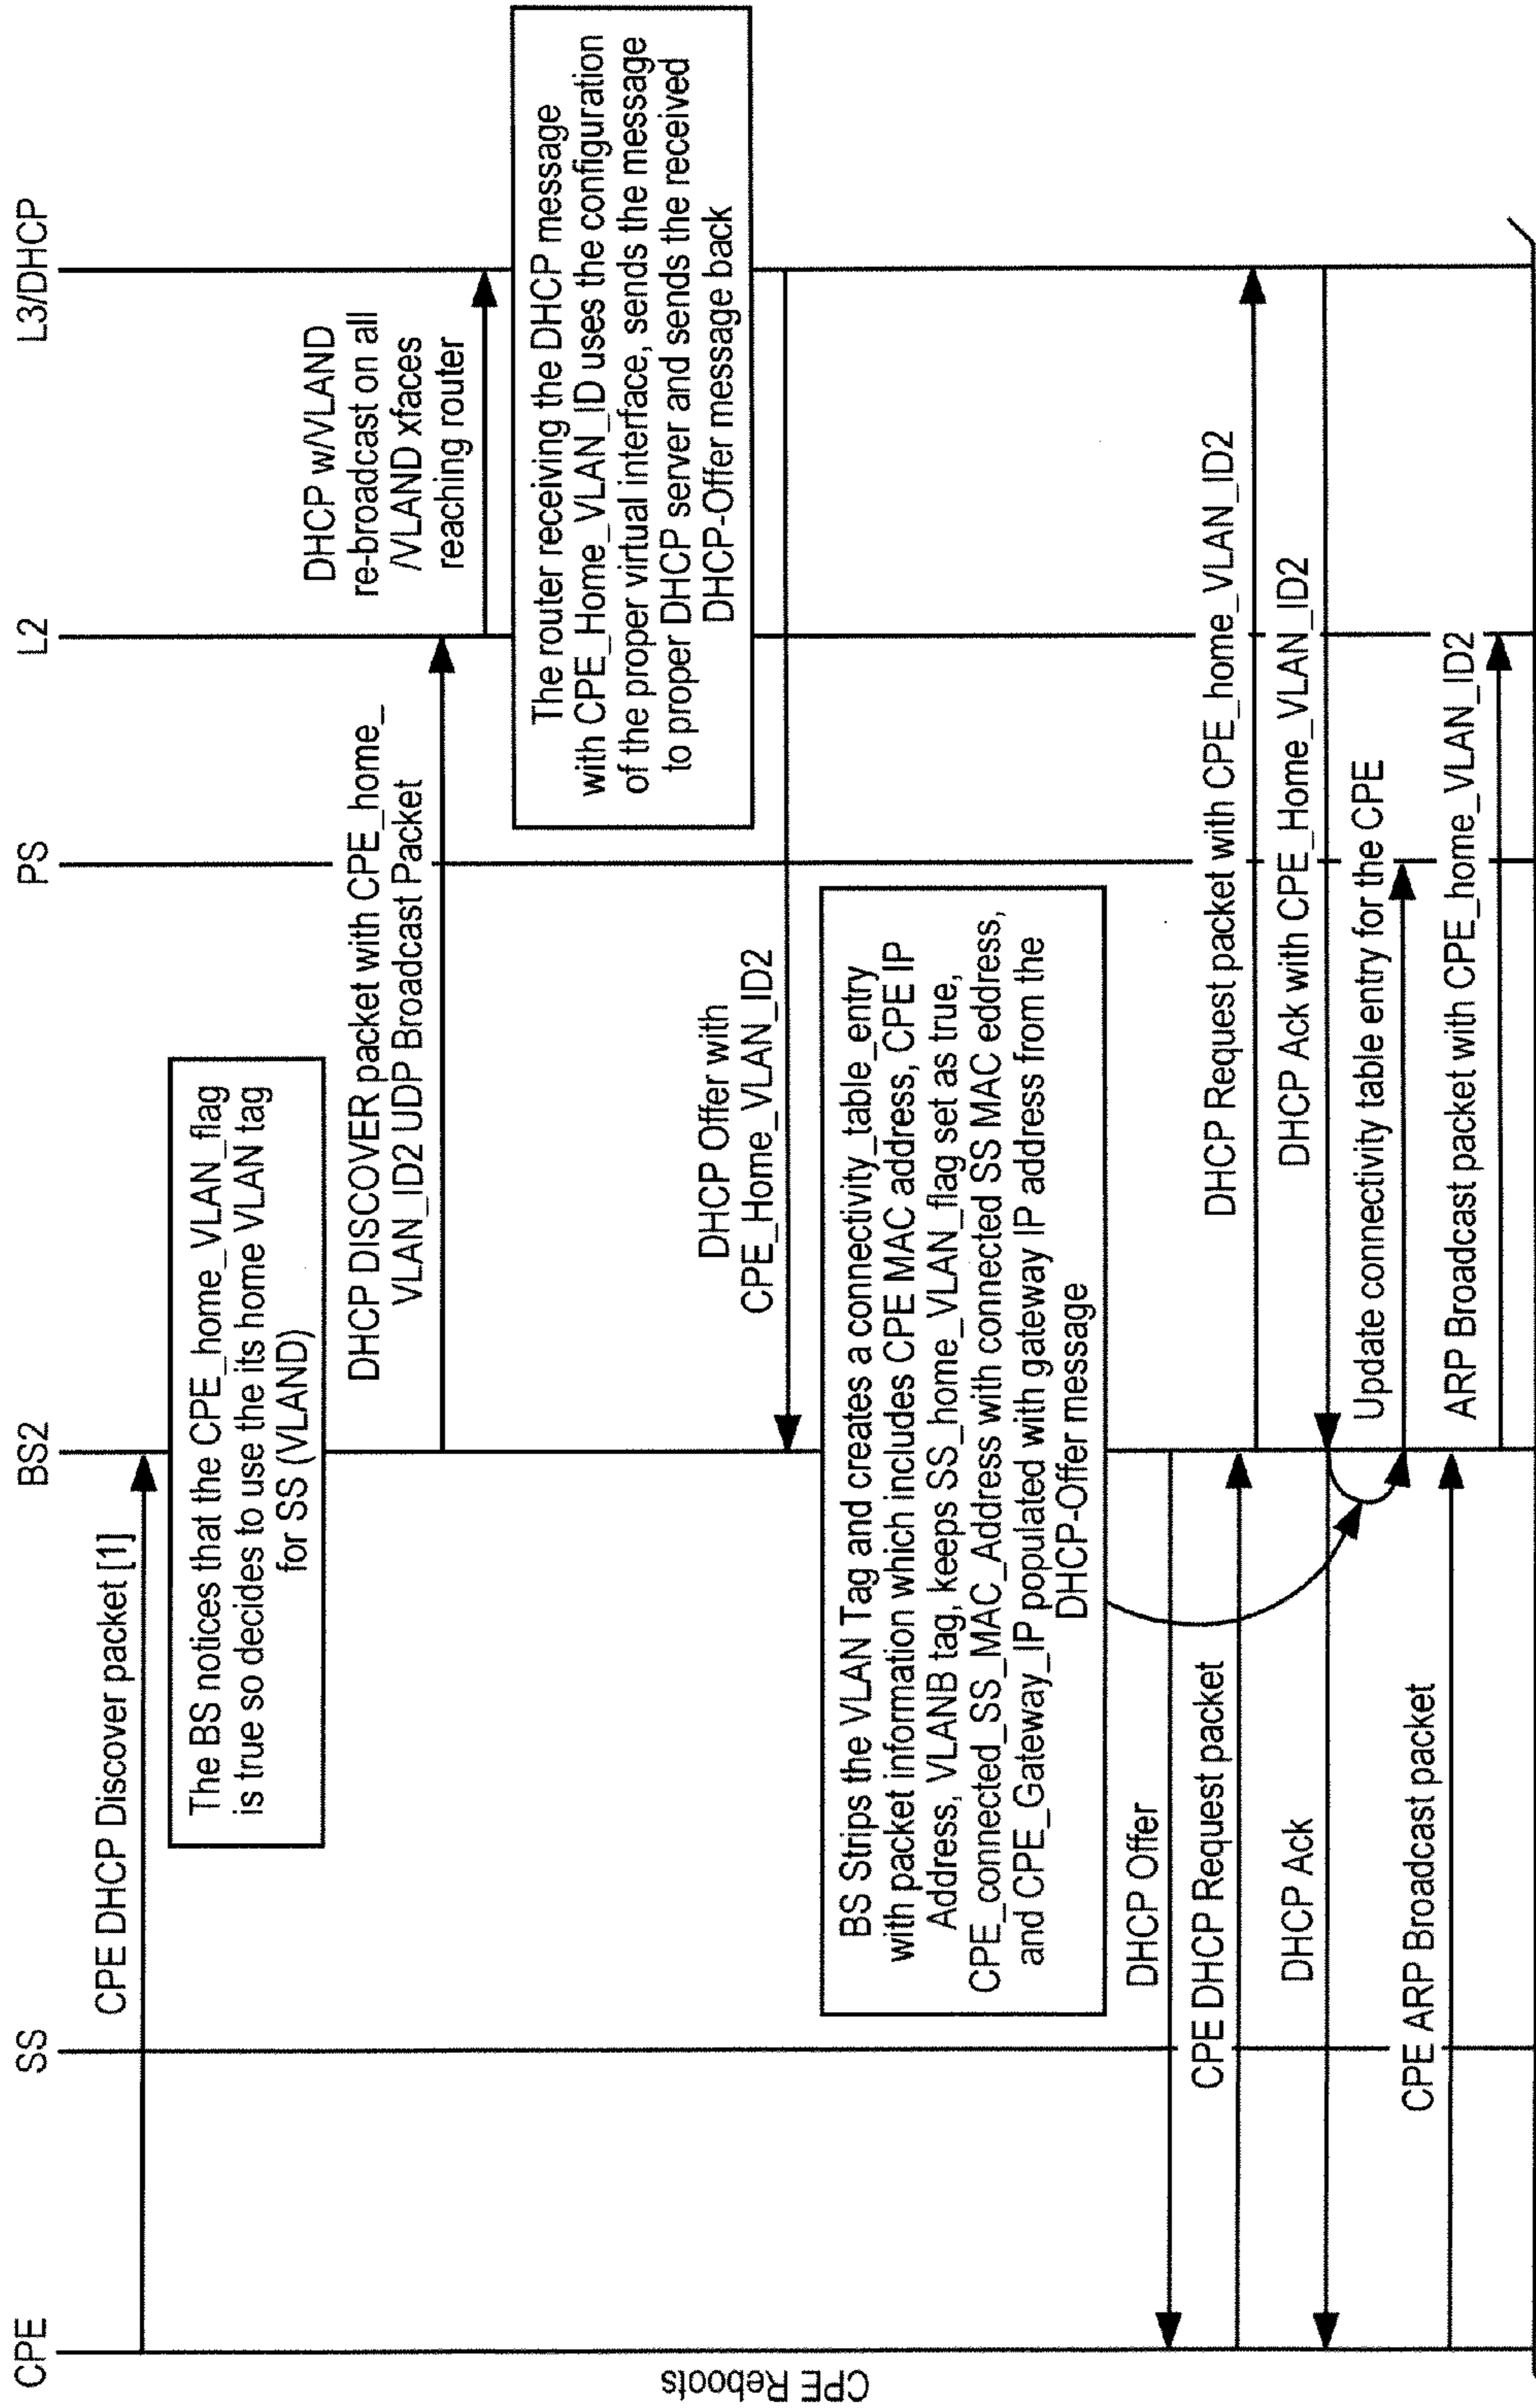 CPE
SS
BS2
PS
L2
L3/DHCP
CPE Reboots
CPE DHCP Discover packet [1]
The BS notices that the CPE_home_VLAN_flag
is true so decides to use the its home VLAN tag
for SS (VLAND)
DHCP DISCOVER packet with CPE_home_
VLAN_ID2 UDP Broadcast Packet
DHCP w/VLAND
re-broadcast on all
/VLAND xfaces
reaching router
The router receiving the DHCP message
with CPE_Home_VLAN_ID uses the configuration
of the proper virtual interface, sends the message
to proper DHCP server and sends the received
DHCP-Offer message back
DHCP Offer with
CPE_Home_VLAN_ID2
BS Strips the VLAN Tag and creates a connectivity_table_entry
with packet information which includes CPE MAC address, CPE IP
Address, VLANB tag, keeps SS_home_VLAN_flag set as true,
CPE_connected_SS_MAC_Address with connected SS MAC eddress,
and CPE_Gateway_IP populated with gateway IP address from the
DHCP-Offer message
DHCP Offer
CPE DHCP Request packet
DHCP Request packet with CPE_home_VLAN_ID2
DHCP Ack with CPE_Home_VLAN_ID2
DHCP Ack
Update connectivity table entry for the CPE
CPE ARP Broadcast packet
ARP Broadcast packet with CPE_home_VLAN_ID2